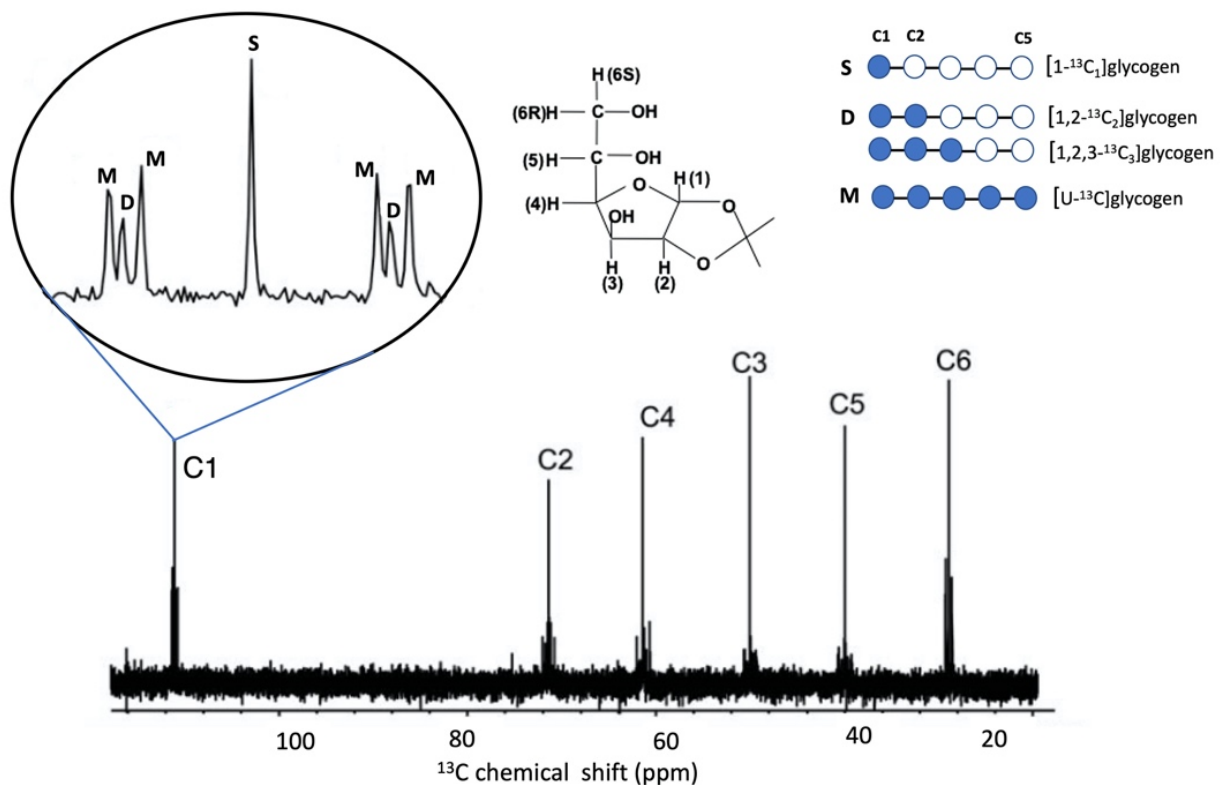 S
M
D
M
M
D
M
H (6S)
(6R)H—C—OH
(5)H—C—OH
(4)H
O
H (1)
OH
O
O
H
(3)
H
(2)
C1 C2 C5
S [1-¹³C₁]glycogen
D [1,2-¹³C₂]glycogen
[1,2,3-¹³C₃]glycogen
M [U-¹³C]glycogen
C1
C2
C4
C3
C5
C6
100 80 60 40 20
¹³C chemical shift (ppm)